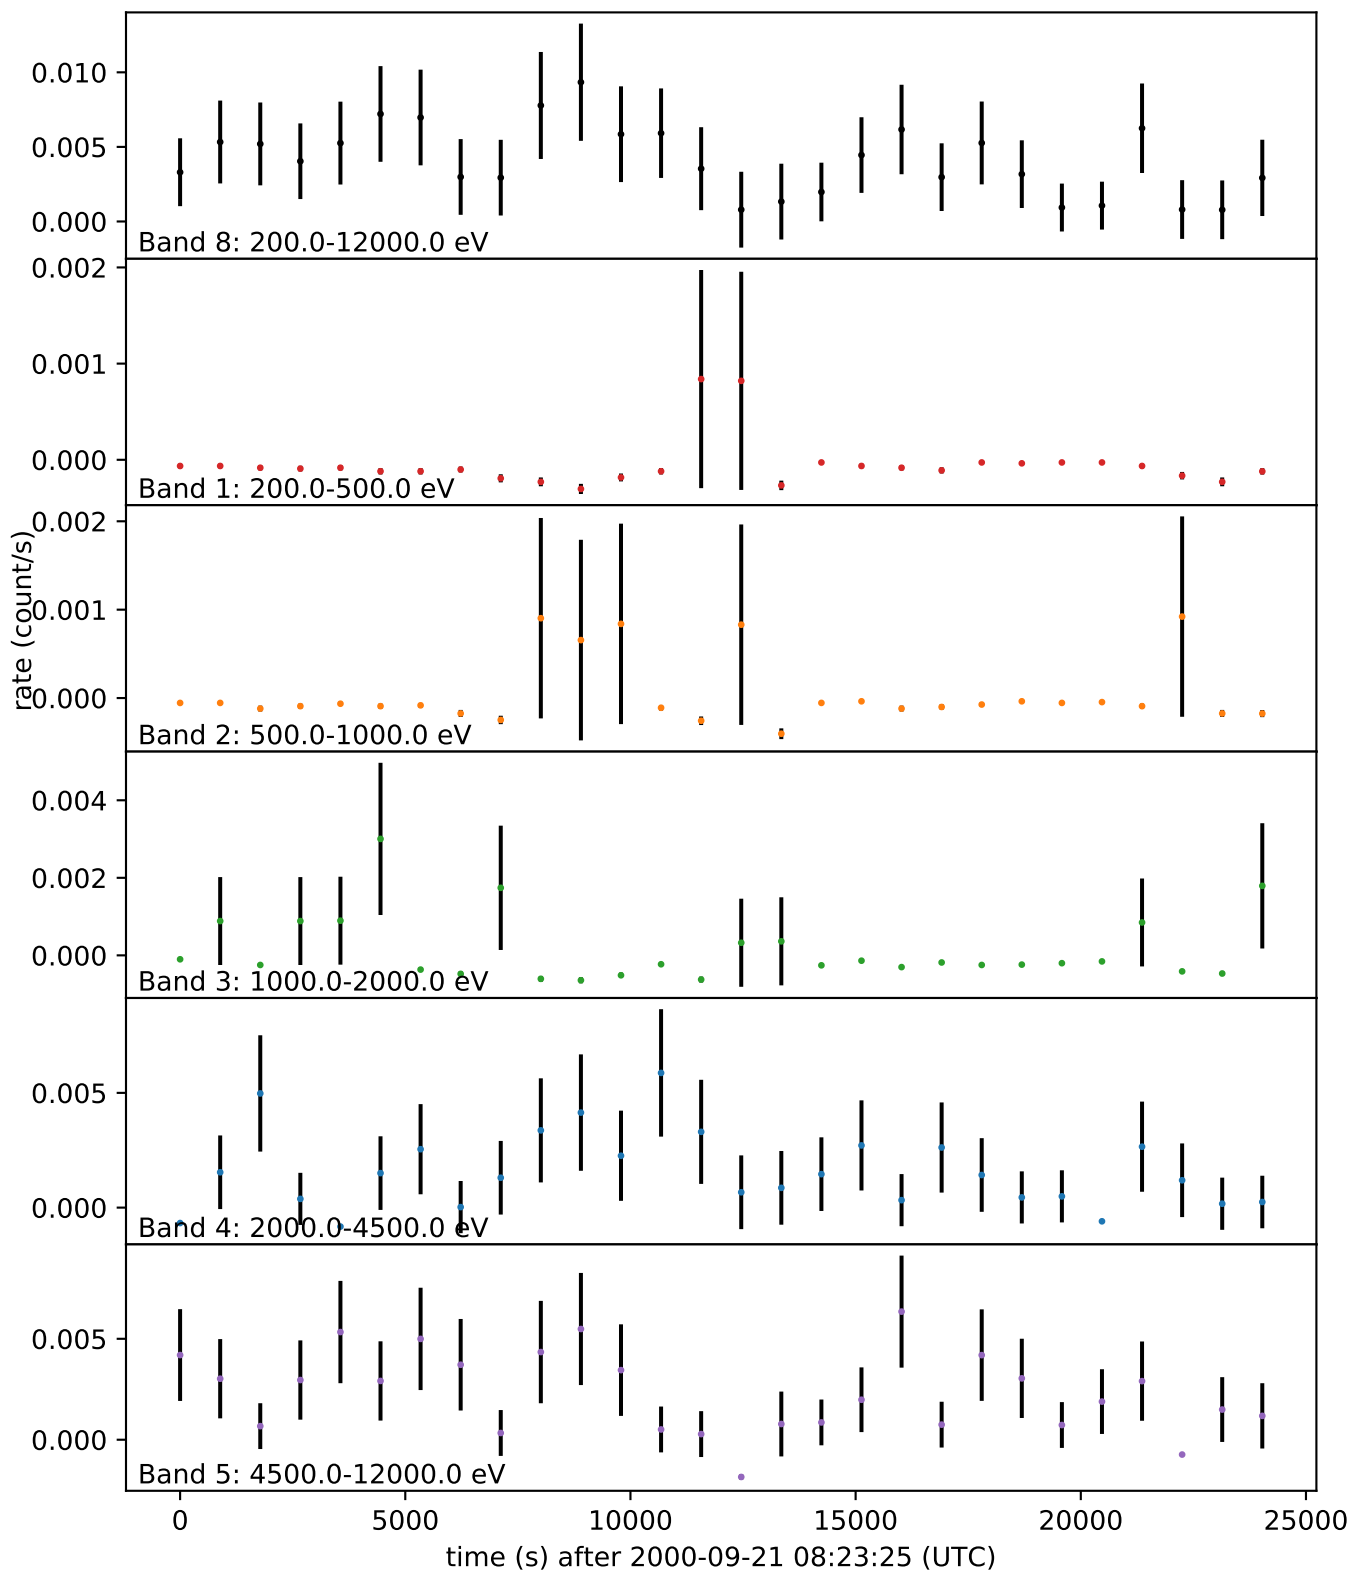 0.010
0.005
0.000
Band 8: 200.0-12000.0 eV
0.002
0.001
0.000
Band 1: 200.0-500.0 eV
rate (count/s)
0.002
0.001
0.000
Band 2: 500.0-1000.0 eV
0.004
0.002
0.000
Band 3: 1000.0-2000.0 eV
0.005
0.000
Band 4: 2000.0-4500.0 eV
0.005
0.000
Band 5: 4500.0-12000.0 eV
0 5000 10000 15000 20000 25000
time (s) after 2000-09-21 08:23:25 (UTC)